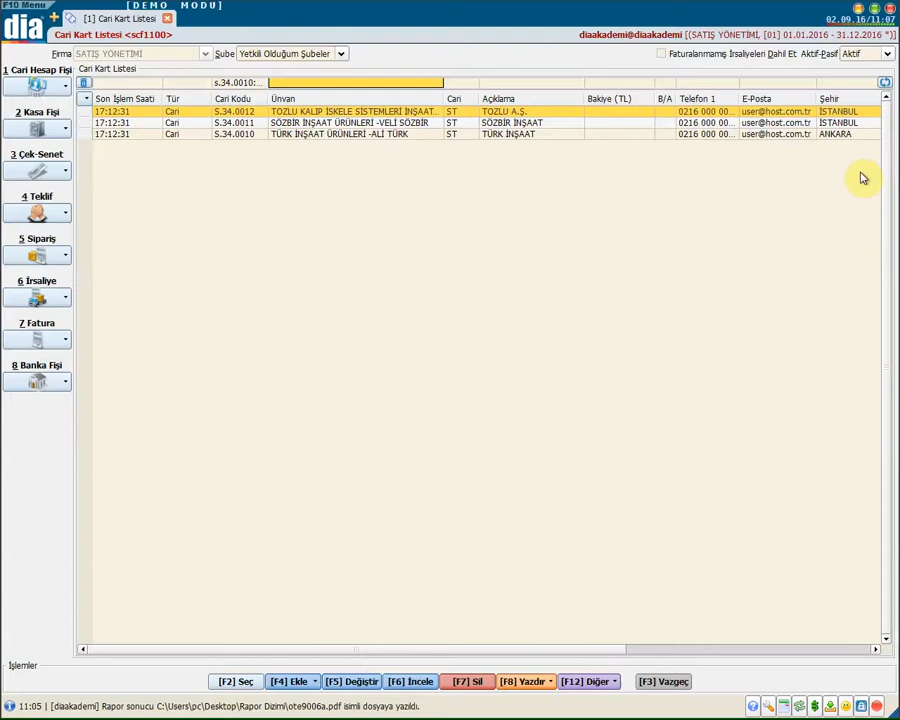 F10 Menu
[DEMO MODU]
dia
[1] Cari Kart Listesi
02.09.16/11:07
Cari Kart Listesi <scf1100>
diaakademi@diaakademi [(SATIŞ YÖNETİMİ, [01] 01.01.2016 - 31.12.2016 *)]
Firma SATIŞ YÖNETİMİ Şube Yetkili Olduğum Şubeler Faturalanmamış İrsaliyeleri Dahil Et Aktif-Pasif Aktif
1 Cari Hesap Fişi
2 Kasa Fişi
3 Çek-Senet
4 Teklif
5 Sipariş
6 İrsaliye
7 Fatura
8 Banka Fişi
Cari Kart Listesi
s.34.0010:...
Son İşlem Saati Tür Cari Kodu Ünvan Cari Açıklama Bakiye (TL) B/A Telefon 1 E-Posta Şehir
17:12:31 Cari S.34.0012 TOZLU KALIP İSKELE SİSTEMLERİ İNŞAAT... ST TOZLU A.Ş. 0216 000 00... user@host.com.tr İSTANBUL
17:12:31 Cari S.34.0011 SÖZBİR İNŞAAT ÜRÜNLERİ -VELİ SÖZBİR ST SÖZBİR İNŞAAT 0216 000 00... user@host.com.tr İSTANBUL
17:12:31 Cari S.34.0010 TÜRK İNŞAAT ÜRÜNLERİ -ALİ TÜRK ST TÜRK İNŞAAT 0216 000 00... user@host.com.tr ANKARA
İşlemler
[F2] Seç [F4] Ekle [F5] Değiştir [F6] İncele [F7] Sil [F8] Yazdır [F12] Diğer [F3] Vazgeç
11:05 | [diaakademi] Rapor sonucu C:\Users\pc\Desktop\Rapor Dizimi\ote9006a.pdf isimli dosyaya yazıldı.